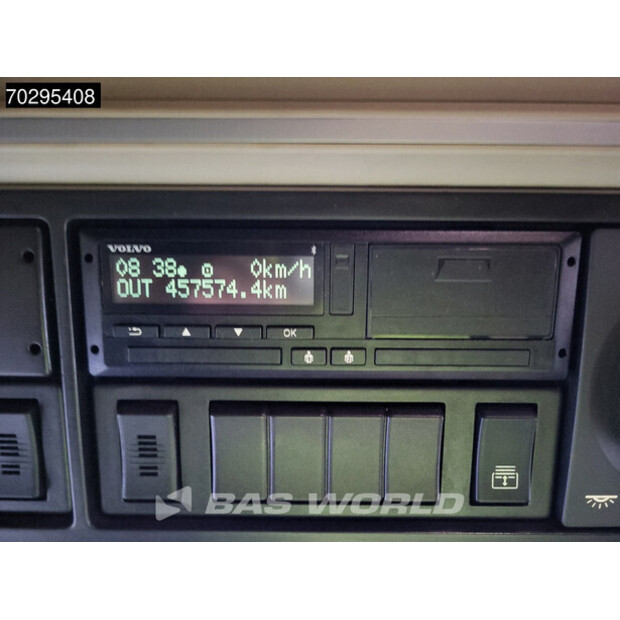 70295408
VOLVO
08 38 0km/h
OUT 457574.4km
OK
BAS WORLD